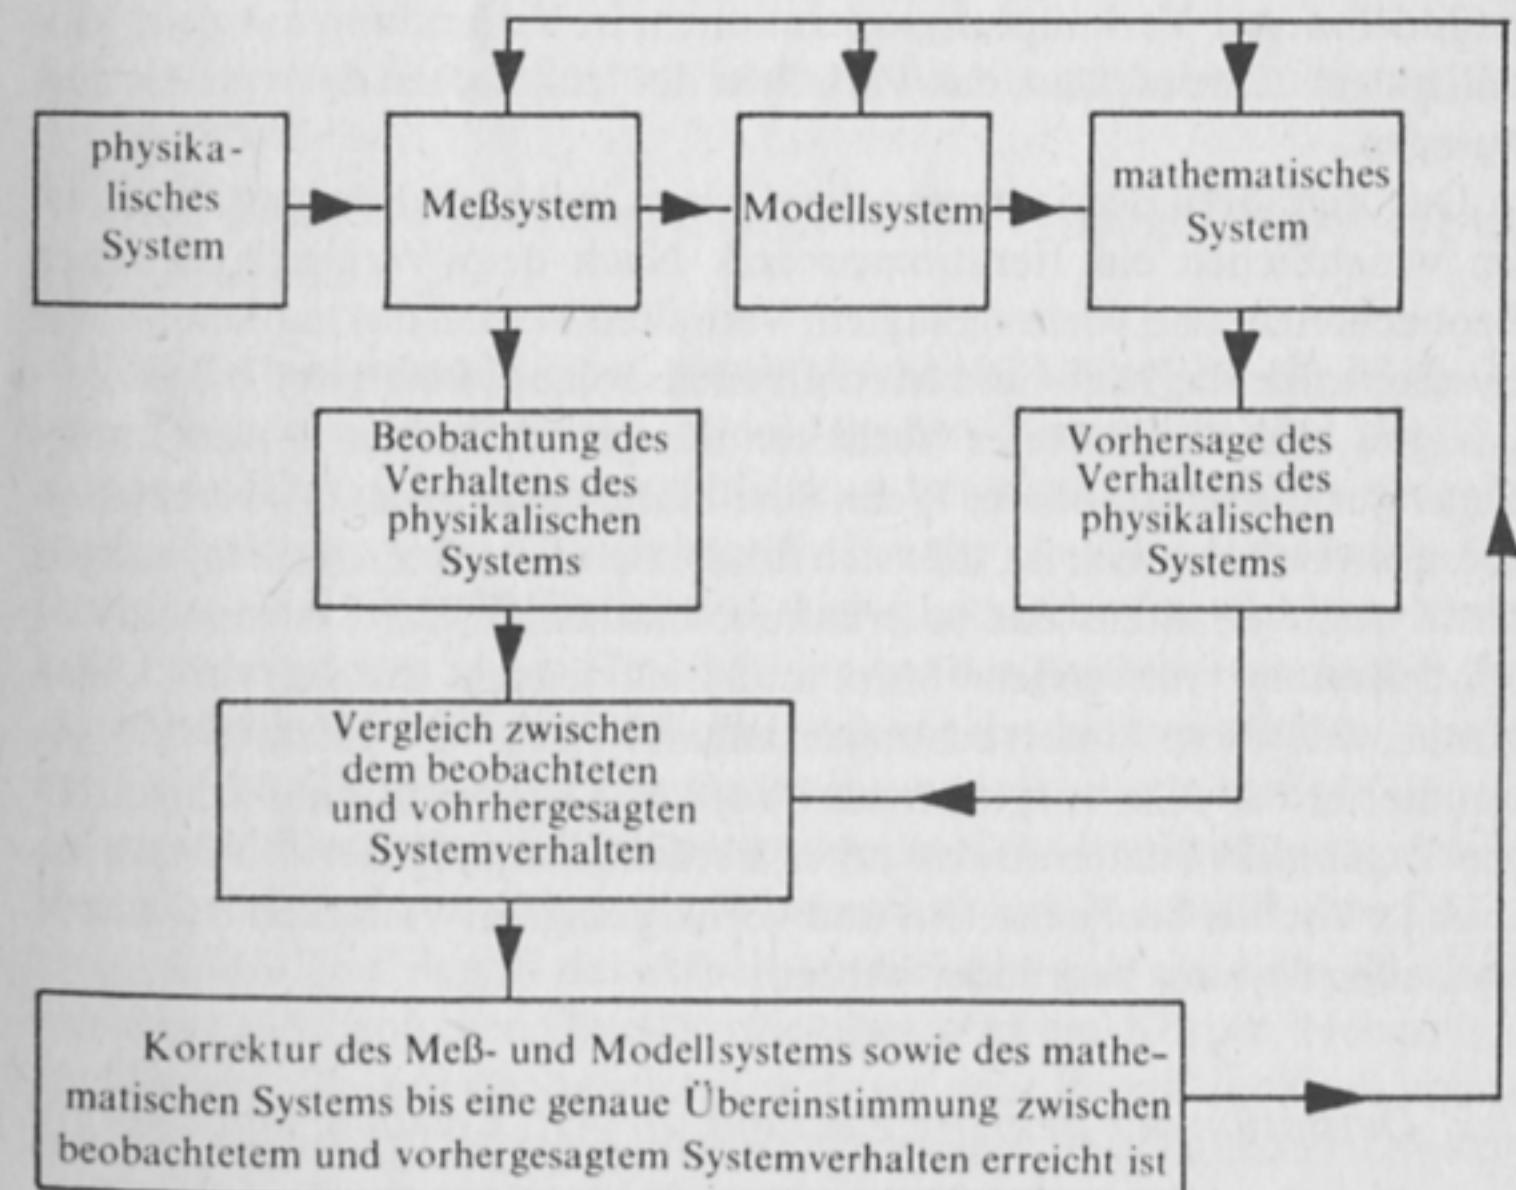 physika-
lisches
System
Meßsystem
Modellsystem
mathematisches
System
Beobachtung des
Verhaltens des
physikalischen
Systems
Vorhersage des
Verhaltens des
physikalischen
Systems
Vergleich zwischen
dem beobachteten
und vohrhergesagten
Systemverhalten
Korrektur des Meß- und Modellsystems sowie des mathe-
matischen Systems bis eine genaue Übereinstimmung zwischen
beobachtetem und vorhergesagtem Systemverhalten erreicht ist